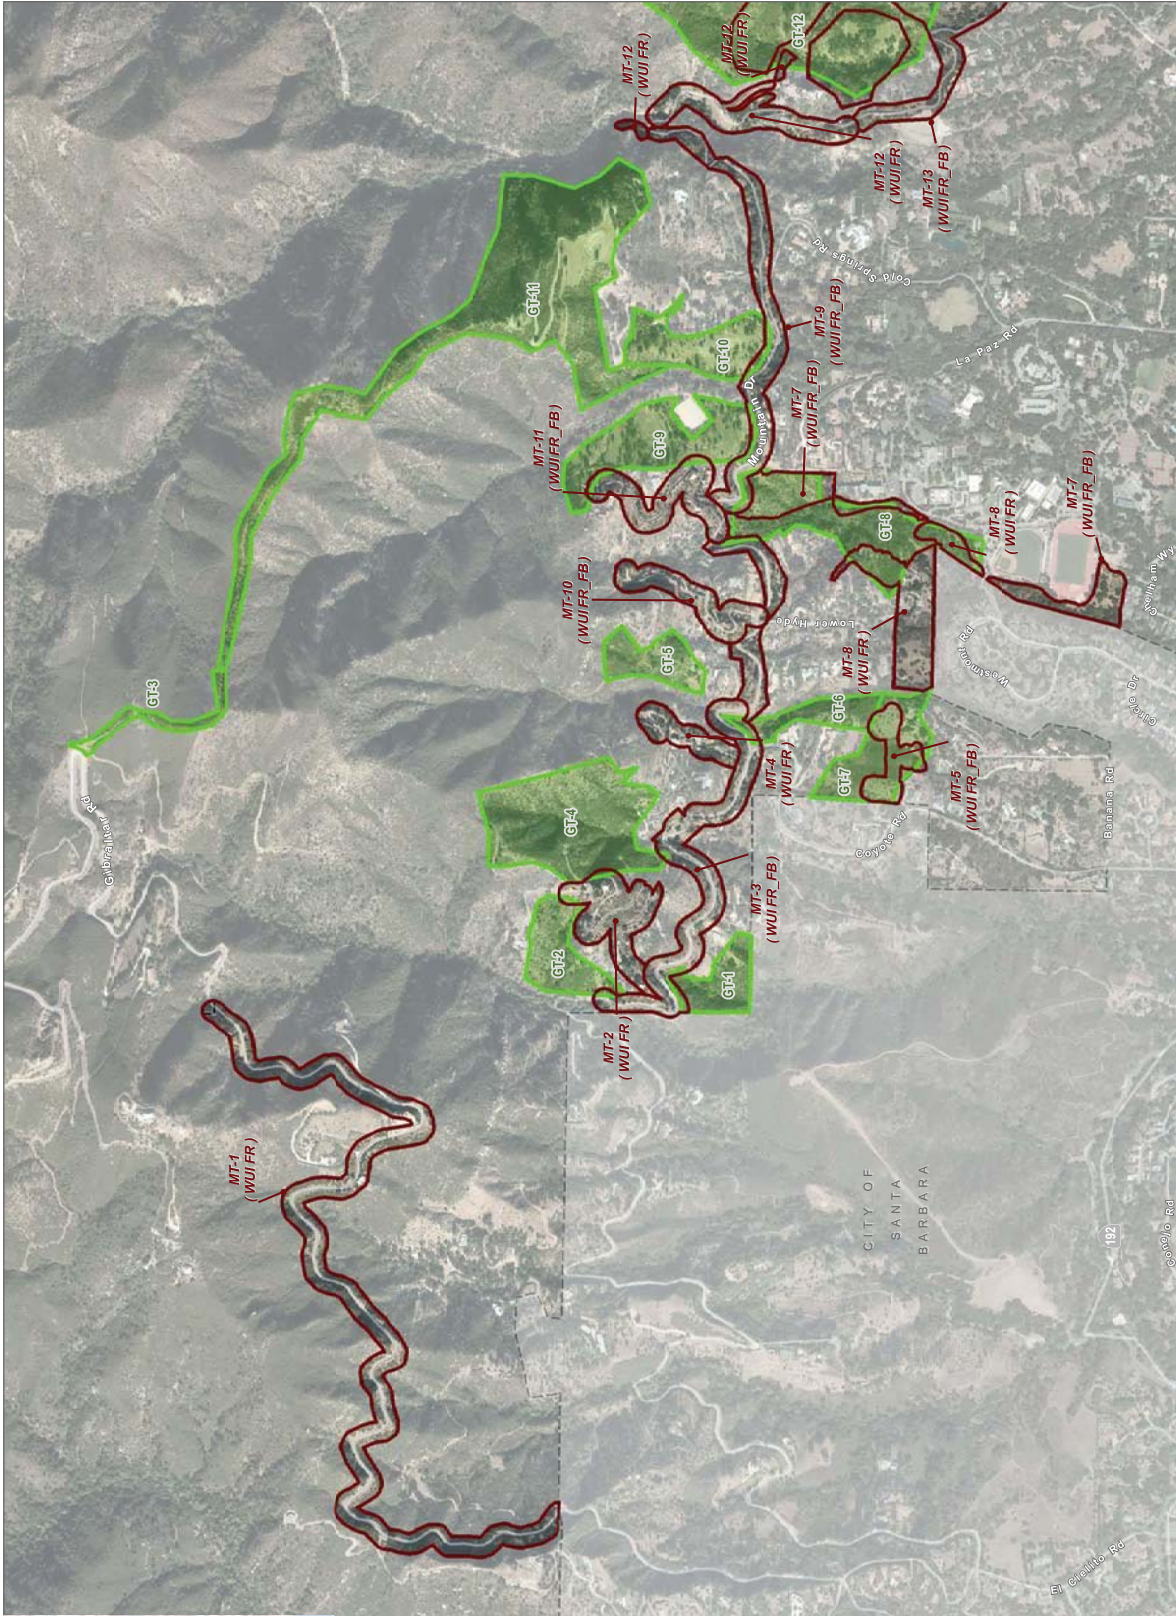 MT-1
(WUI FR)
Gibraltar Rd
GT-3
GT-11
GT-10
GT-9
MT-11
(WUI FR_FB)
MT-10
(WUI FR_FB)
GT-5
GT-4
GT-2
MT-2
(WUI FR)
GT-1
MT-3
(WUI FR_FB)
MT-4
(WUI FR)
GT-6
GT-7
MT-5
(WUI FR_FB)
Coyote Rd
Banana Rd
MT-8
(WUI FR)
Lower Hyde
Westmont Rd
Circle Dr
Chelham Wy
GT-8
MT-8
(WUI FR)
MT-7
(WUI FR_FB)
MT-7
(WUI FR_FB)
Mountain Dr
MT-9
(WUI FR_FB)
La Paz Rd
Cold Springs Rd
MT-12
(WUI FR)
MT-12
(WUI FR)
GT-12
MT-12
(WUI FR)
MT-13
(WUI FR_FB)
CITY OF
SANTA
BARBARA
192
Conejo Rd
El Cielito Rd